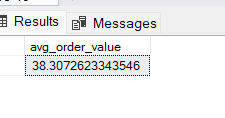 Results Messages
avg_order_value
38.3072623343546